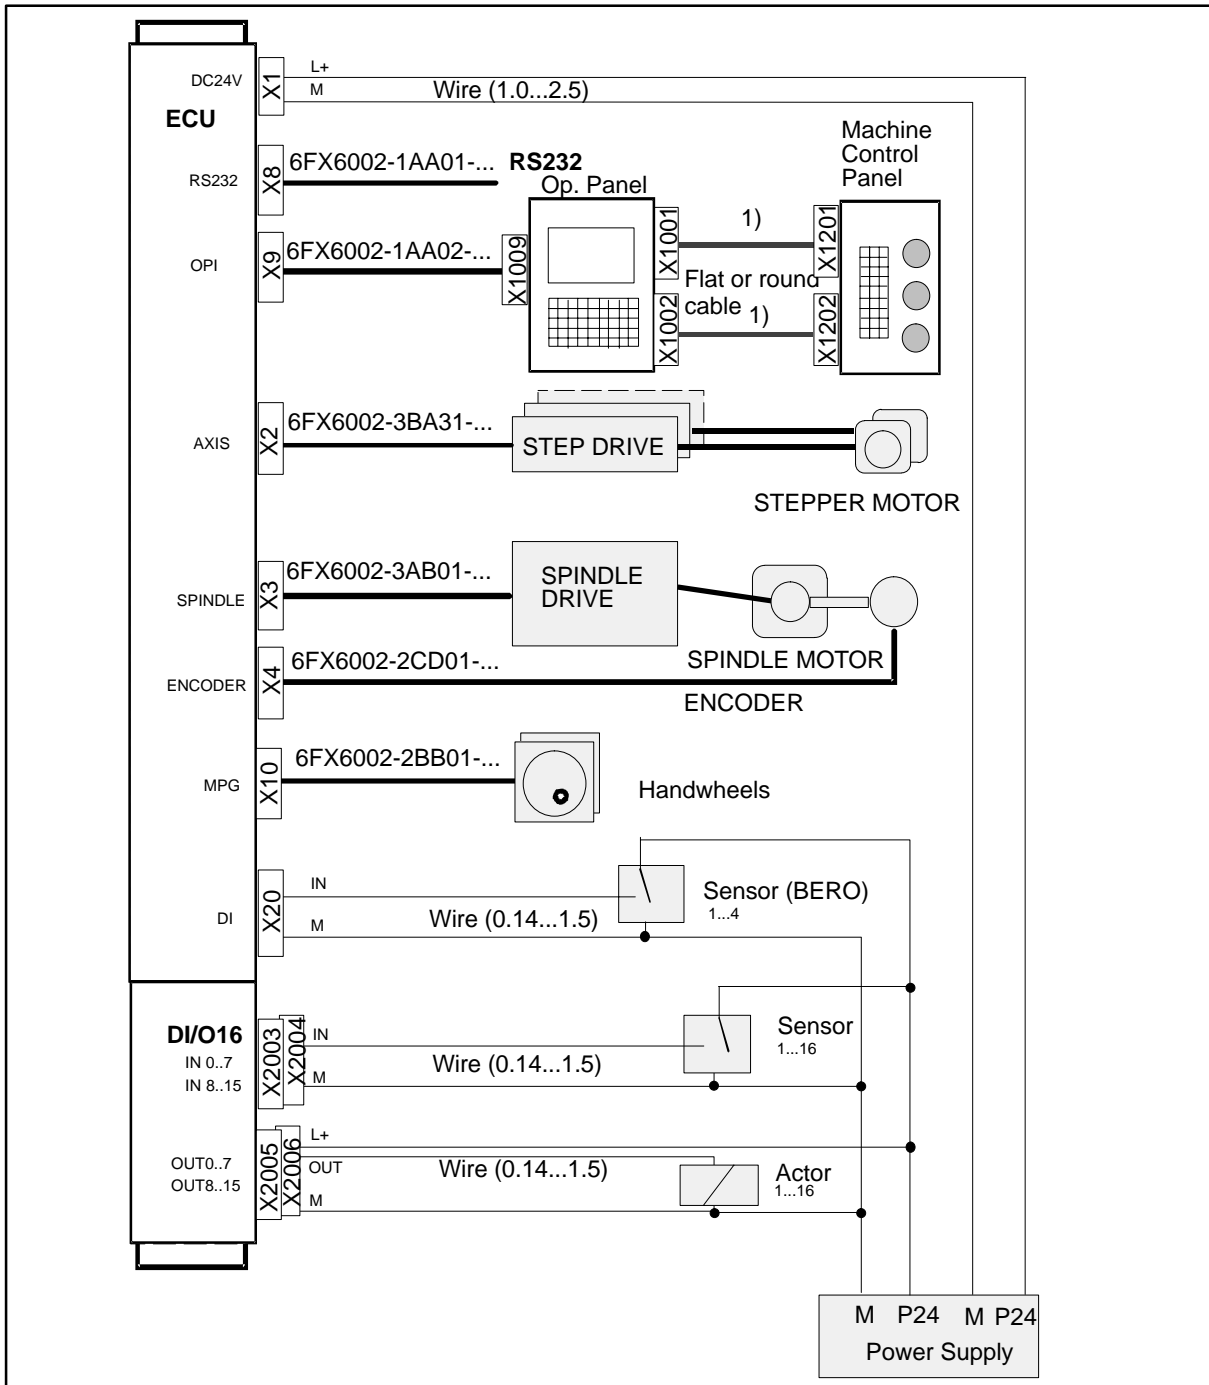 DC24V
X1
L+
M
Wire (1.0...2.5)
ECU
Machine
Control
Panel
RS232
X8
6FX6002-1AA01-...
RS232
Op. Panel
OPI
X9
6FX6002-1AA02-...
X1009
X1001
1)
X1201
Flat or round
cable
X1002
1)
X1202
AXIS
X2
6FX6002-3BA31-...
STEP DRIVE
STEPPER MOTOR
SPINDLE
X3
6FX6002-3AB01-...
SPINDLE
DRIVE
SPINDLE MOTOR
ENCODER
X4
6FX6002-2CD01-...
ENCODER
MPG
X10
6FX6002-2BB01-...
Handwheels
DI
X20
IN
M
Wire (0.14...1.5)
Sensor (BERO)
1...4
DI/O16
IN 0..7
IN 8..15
X2003
X2004
IN
M
Wire (0.14...1.5)
Sensor
1...16
OUT0..7
OUT8..15
X2005
X2006
L+
OUT
M
Wire (0.14...1.5)
Actor
1...16
M P24 M P24
Power Supply